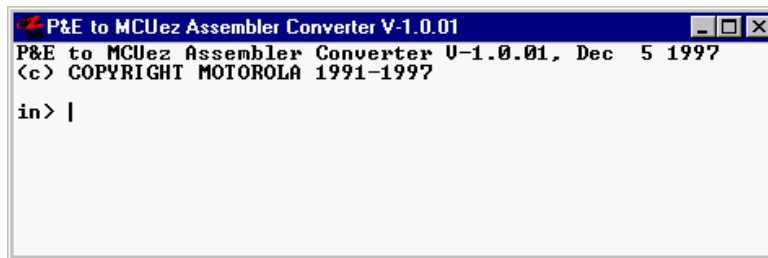 P&E to MCUez Assembler Converter V-1.0.01
P&E to MCUez Assembler Converter V-1.0.01, Dec  5 1997
(c) COPYRIGHT MOTOROLA 1991-1997
in>